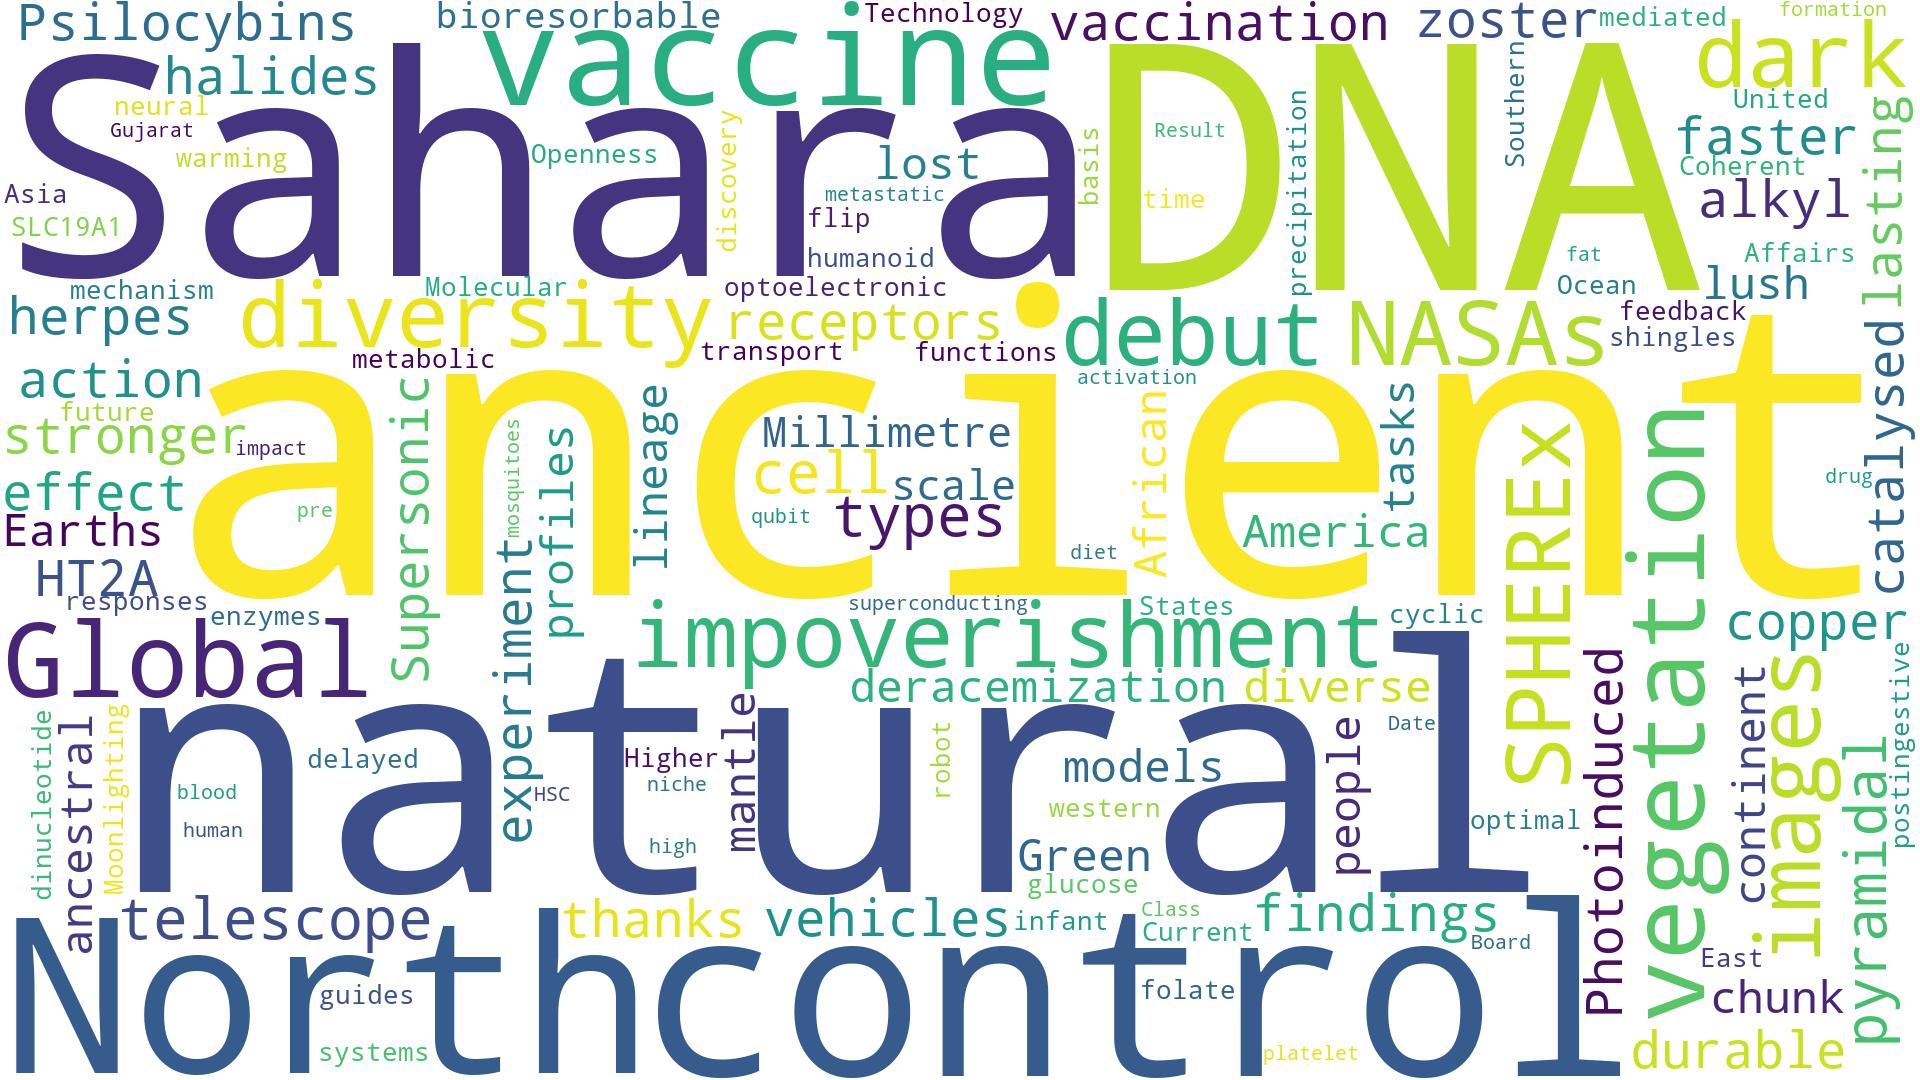 Psilocybins
bioresorbable
Technology
vaccination
zoster
mediated
formation
halides
vaccine
dark
neural
Gujarat
warming
Sahara
DNA
Openness
discovery
lost
metastatic
flip
humanoid
basis
Result
time
precipitation
Southern
United
faster
Coherent
alkyl
lasting
Asia
SLC19A1
fat
Affairs
Ocean
lush
mechanism
Molecular
optoelectronic
herpes
diversity
receptors
debut
NASAs
feedback
shingles
metabolic
transport
functions
action
ancient
activation
future
stronger
impact
Supersonic
mosquitoes
profiles
lineage
Millimetre
cell
scale
types
qubit
African
tasks
America
SPHEREx
vegetation
catalysed
drug
effect
pre
Earths
diet
HT2A
responses
enzymes
superconducting
States
cyclic
copper
Global
experiment
impoverishment
deracemization
diverse
Photoinduced
continent
images
postingestive
dinucleotide
ancestral
Moonlighting
natural
delayed
Higher
mantle
niche
robot
models
people
Date
pyramidal
blood
HSC
western
optimal
human
high
Green
glucose
telescope
thanks
vehicles
infant
Class
Current
findings
Board
East
North
control
guides
folate
chunk
systems
platelet
durable